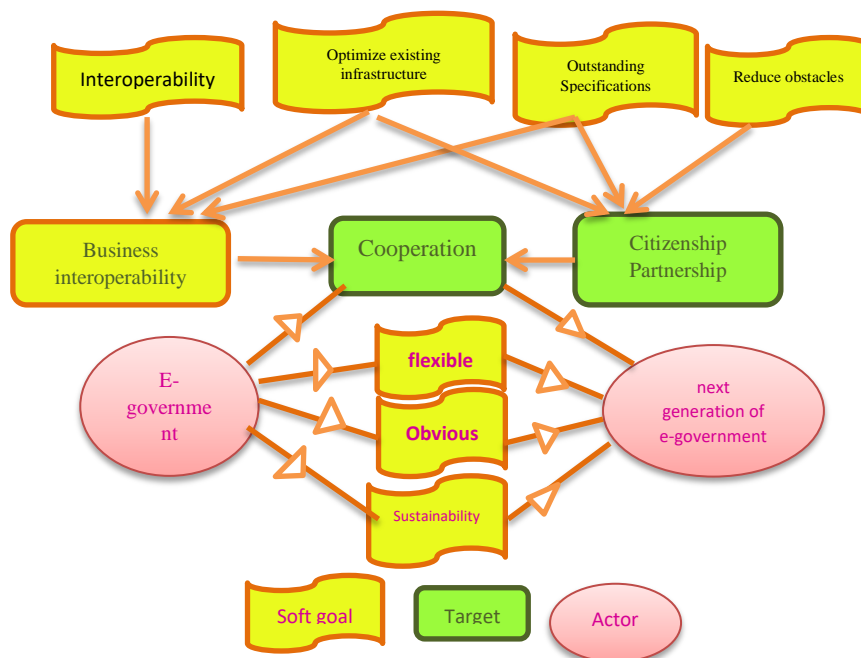 Interoperability
Optimize existing
infrastructure
Outstanding
Specifications
Reduce obstacles
Business
interoperability
Cooperation
Citizenship
Partnership
E-
governme
nt
flexible
Obvious
Sustainability
next
generation of
e-government
Soft goal
Target
Actor